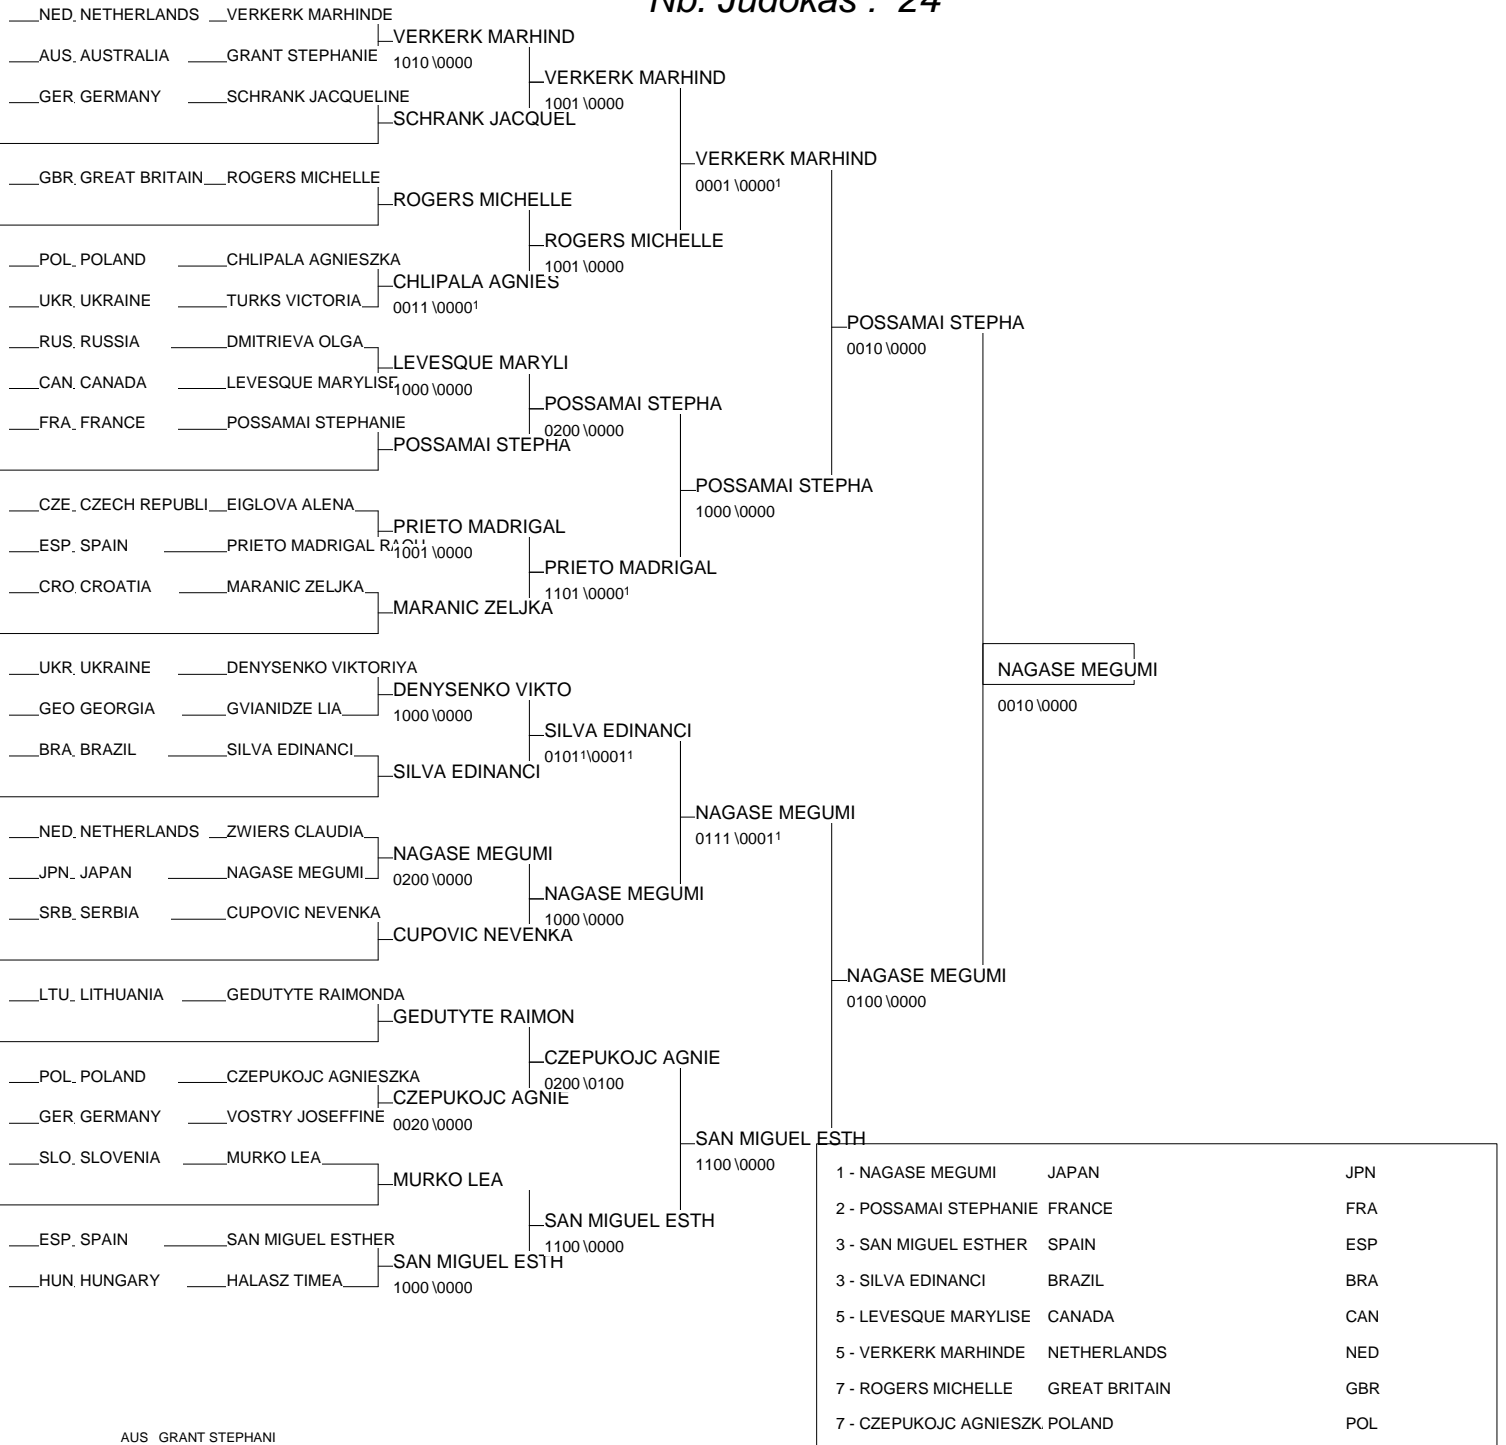 Nb. Judokas : 24
NED NETHERLANDS VERKERK MARHINDE
VERKERK MARHIND
AUS AUSTRALIA GRANT STEPHANIE
1010 \0000
VERKERK MARHIND
GER GERMANY SCHRANK JACQUELINE
1001 \0000
SCHRANK JACQUEL
VERKERK MARHIND
0001 \0000¹
GBR GREAT BRITAIN ROGERS MICHELLE
ROGERS MICHELLE
ROGERS MICHELLE
1001 \0000
POL POLAND CHLIPALA AGNIESZKA
CHLIPALA AGNIES
UKR UKRAINE TURKS VICTORIA
0011 \0000¹
POSSAMAI STEPHA
0010 \0000
RUS RUSSIA DMITRIEVA OLGA
LEVESQUE MARYLI
CAN CANADA LEVESQUE MARYLISE
1000 \0000
POSSAMAI STEPHA
0200 \0000
FRA FRANCE POSSAMAI STEPHANIE
POSSAMAI STEPHA
POSSAMAI STEPHA
1000 \0000
CZE CZECH REPUBLI EIGLOVA ALENA
PRIETO MADRIGAL
ESP SPAIN PRIETO MADRIGAL RAQU
1001 \0000
PRIETO MADRIGAL
1101 \0000¹
CRO CROATIA MARANIC ZELJKA
MARANIC ZELJKA
NAGASE MEGUMI
0010 \0000
UKR UKRAINE DENYSENKO VIKTORIYA
DENYSENKO VIKTO
GEO GEORGIA GVIANIDZE LIA
1000 \0000
SILVA EDINANCI
0101¹\0001¹
BRA BRAZIL SILVA EDINANCI
SILVA EDINANCI
NAGASE MEGUMI
0111 \0001¹
NED NETHERLANDS ZWIERS CLAUDIA
NAGASE MEGUMI
JPN JAPAN NAGASE MEGUMI
0200 \0000
NAGASE MEGUMI
1000 \0000
SRB SERBIA CUPOVIC NEVENKA
CUPOVIC NEVENKA
NAGASE MEGUMI
0100 \0000
LTU LITHUANIA GEDUTYTE RAIMONDA
GEDUTYTE RAIMON
CZEPUKOJC AGNIE
0200 \0100
POL POLAND CZEPUKOJC AGNIESZKA
CZEPUKOJC AGNIE
GER GERMANY VOSTRY JOSEFFINE
0020 \0000
SAN MIGUEL ESTH
1100 \0000
SLO SLOVENIA MURKO LEA
MURKO LEA
SAN MIGUEL ESTH
1100 \0000
ESP SPAIN SAN MIGUEL ESTHER
SAN MIGUEL ESTH
HUN HUNGARY HALASZ TIMEA
1000 \0000
1 - NAGASE MEGUMI JAPAN JPN
2 - POSSAMAI STEPHANIE FRANCE FRA
3 - SAN MIGUEL ESTHER SPAIN ESP
3 - SILVA EDINANCI BRAZIL BRA
5 - LEVESQUE MARYLISE CANADA CAN
5 - VERKERK MARHINDE NETHERLANDS NED
7 - ROGERS MICHELLE GREAT BRITAIN GBR
7 - CZEPUKOJC AGNIESZK POLAND POL
AUS GRANT STEPHANI